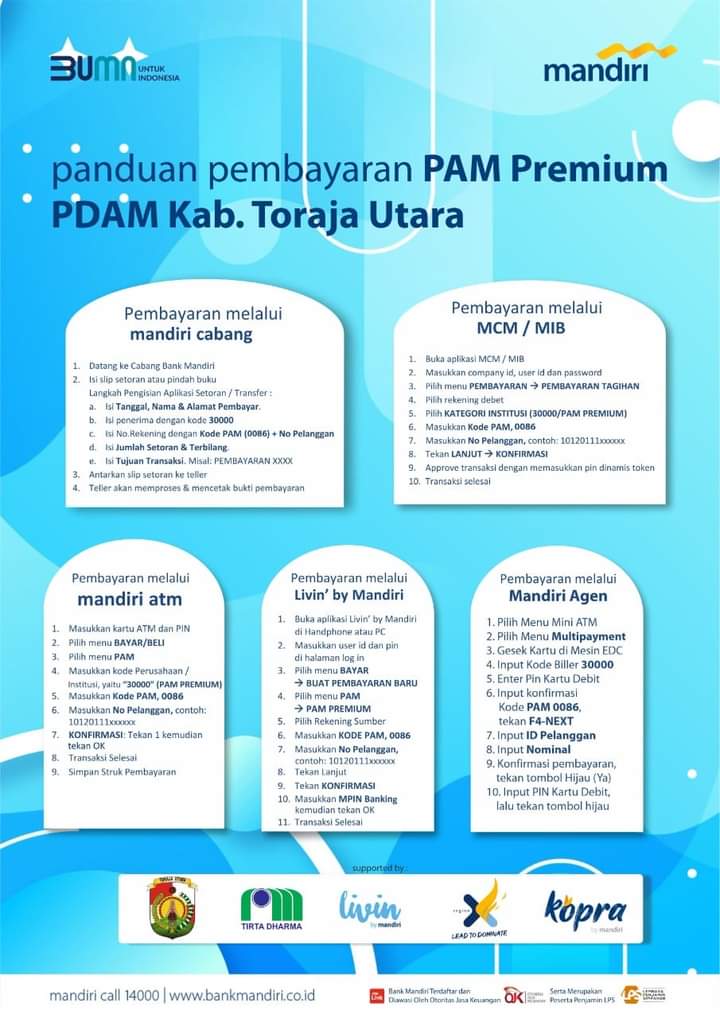 BUMN UNTUK
INDONESIA
mandiri
panduan pembayaran PAM Premium
PDAM Kab. Toraja Utara
Pembayaran melalui
mandiri cabang
1. Datang ke Cabang Bank Mandiri
2. Isi slip setoran atau pindah buku
Langkah Pengisian Aplikasi Setoran / Transfer :
a. Isi Tanggal, Nama & Alamat Pembayar.
b. Isi penerima dengan kode 30000
c. Isi No.Rekening dengan Kode PAM (0086) + No Pelanggan
d. Isi Jumlah Setoran & Terbilang.
e. Isi Tujuan Transaksi. Misal: PEMBAYARAN XXXX
3. Antarkan slip setoran ke teller
4. Teller akan memproses & mencetak bukti pembayaran
Pembayaran melalui
MCM / MIB
1. Buka aplikasi MCM / MIB
2. Masukkan company id, user id dan password
3. Pilih menu PEMBAYARAN → PEMBAYARAN TAGIHAN
4. Pilih rekening debet
5. Pilih KATEGORI INSTITUSI (30000/PAM PREMIUM)
6. Masukkan Kode PAM, 0086
7. Masukkan No Pelanggan, contoh: 10120111xxxxxx
8. Tekan LANJUT → KONFIRMASI
9. Approve transaksi dengan memasukkan pin dinamis token
10. Transaksi selesai
Pembayaran melalui
mandiri atm
1. Masukkan kartu ATM dan PIN
2. Pilih menu BAYAR/BELI
3. Pilih menu PAM
4. Masukkan kode Perusahaan /
Institusi, yaitu "30000" (PAM PREMIUM)
5. Masukkan Kode PAM, 0086
6. Masukkan No Pelanggan, contoh:
10120111xxxxxx
7. KONFIRMASI: Tekan 1 kemudian
tekan OK
8. Transaksi Selesai
9. Simpan Struk Pembayaran
Pembayaran melalui
Livin' by Mandiri
1. Buka aplikasi Livin' by Mandiri
di Handphone atau PC
2. Masukkan user id dan pin
di halaman log in
3. Pilih menu BAYAR
→ BUAT PEMBAYARAN BARU
4. Pilih menu PAM
→ PAM PREMIUM
5. Pilih Rekening Sumber
6. Masukkan KODE PAM, 0086
7. Masukkan No Pelanggan,
contoh: 10120111xxxxxx
8. Tekan Lanjut
9. Tekan KONFIRMASI
10. Masukkan MPIN Banking
kemudian tekan OK
11. Transaksi Selesai
Pembayaran melalui
Mandiri Agen
1. Pilih Menu Mini ATM
2. Pilih Menu Multipayment
3. Gesek Kartu di Mesin EDC
4. Input Kode Biller 30000
5. Enter Pin Kartu Debit
6. Input konfirmasi
Kode PAM 0086,
tekan F4-NEXT
7. Input ID Pelanggan
8. Input Nominal
9. Konfirmasi pembayaran,
tekan tombol Hijau (Ya)
10. Input PIN Kartu Debit,
lalu tekan tombol hijau
supported by :
TORAJA UTARA
TIRTA DHARMA
livin
by mandiri
region X
LEAD TO DOMINATE
kopra
by mandiri
mandiri call 14000 | www.bankmandiri.co.id
Bank Mandiri Terdaftar dan
Diawasi Oleh Otoritas Jasa Keuangan
Serta Merupakan
Peserta Penjamin LPS
LPS